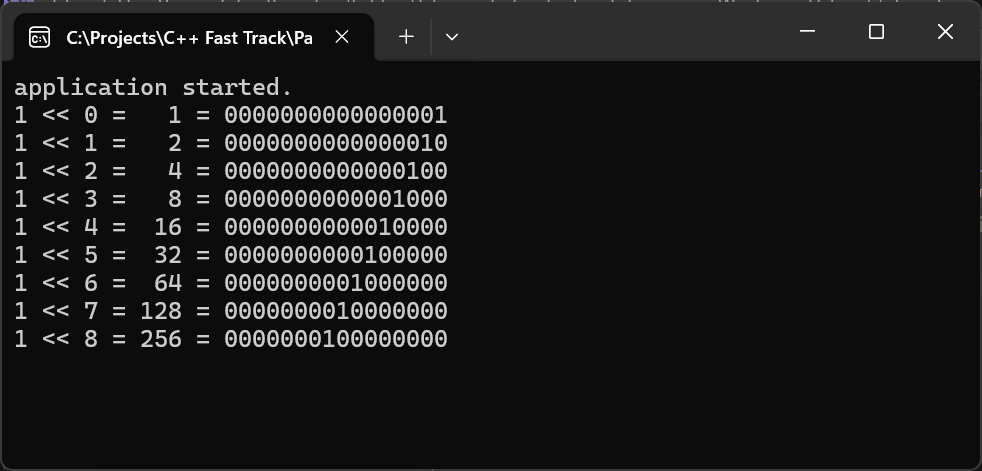 C:\Projects\C++ Fast Track\Pa
application started.
1 << 0 =   1 = 0000000000000001
1 << 1 =   2 = 0000000000000010
1 << 2 =   4 = 0000000000000100
1 << 3 =   8 = 0000000000001000
1 << 4 =  16 = 0000000000010000
1 << 5 =  32 = 0000000000100000
1 << 6 =  64 = 0000000001000000
1 << 7 = 128 = 0000000010000000
1 << 8 = 256 = 0000000100000000